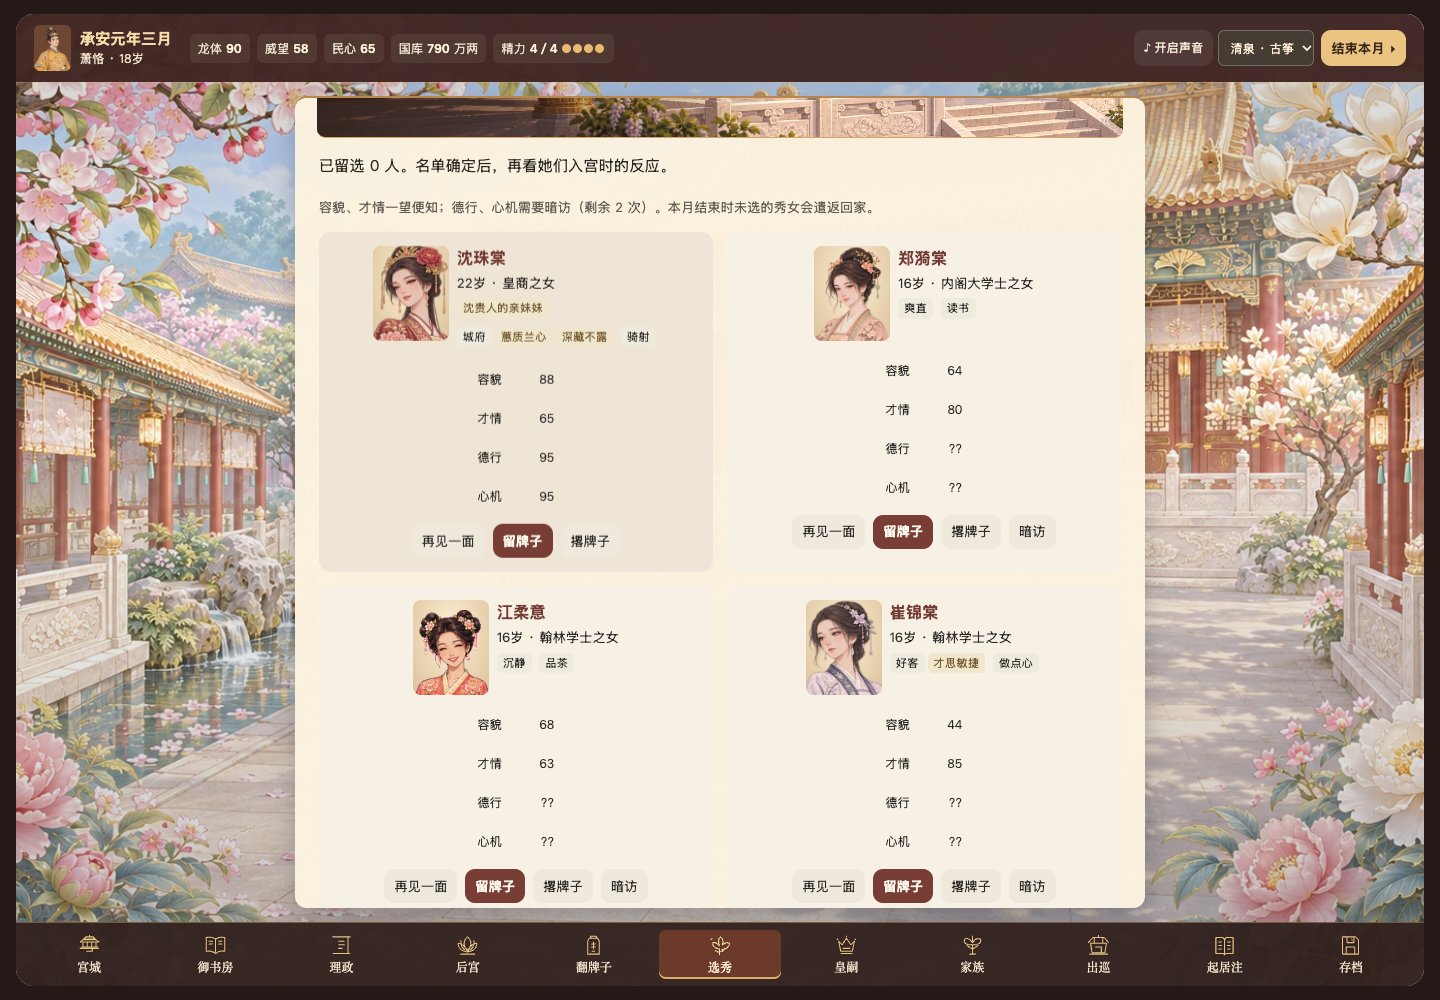 承安元年三月
萧恪 · 18岁
龙体 90
威望 58
民心 65
国库 790 万两
精力 4 / 4
♪ 开启声音
清泉 · 古筝
结束本月
已留选 0 人。名单确定后，再看她们入宫时的反应。
容貌、才情一望便知；德行、心机需要暗访（剩余 2 次）。本月结束时未选的秀女会遣返回家。
沈珠棠
22岁 · 皇商之女
沈贵人的亲妹妹
城府 蕙质兰心 深藏不露 骑射
容貌 88
才情 65
德行 95
心机 95
再见一面 留牌子 撂牌子
郑漪棠
16岁 · 内阁大学士之女
爽直 读书
容貌 64
才情 80
德行 ??
心机 ??
再见一面 留牌子 撂牌子 暗访
江柔意
16岁 · 翰林学士之女
沉静 品茶
容貌 68
才情 63
德行 ??
心机 ??
再见一面 留牌子 撂牌子 暗访
崔锦棠
16岁 · 翰林学士之女
好客 才思敏捷 做点心
容貌 44
才情 85
德行 ??
心机 ??
再见一面 留牌子 撂牌子 暗访
宫城
御书房
理政
后宫
翻牌子
选秀
皇嗣
家族
出巡
起居注
存档